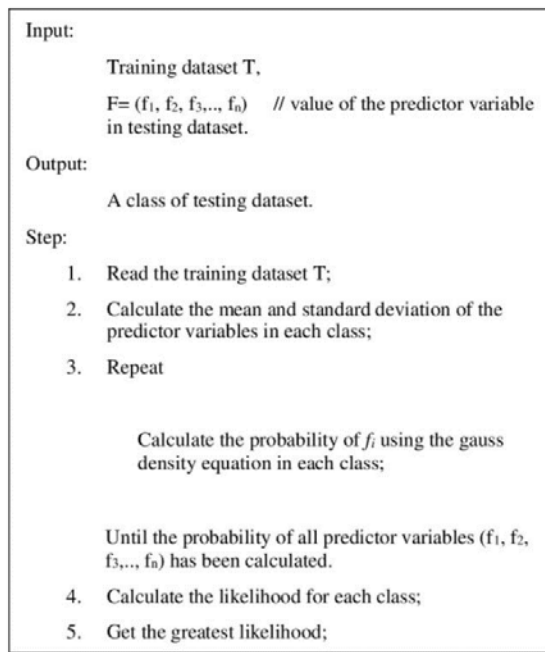 Input:
Training dataset T,
F= (f₁, f₂, f₃,.., fₙ) // value of the predictor variable
in testing dataset.
Output:
A class of testing dataset.
Step:
1. Read the training dataset T;
2. Calculate the mean and standard deviation of the
predictor variables in each class;
3. Repeat
Calculate the probability of fᵢ using the gauss
density equation in each class;
Until the probability of all predictor variables (f₁, f₂,
f₃,.., fₙ) has been calculated.
4. Calculate the likelihood for each class;
5. Get the greatest likelihood;